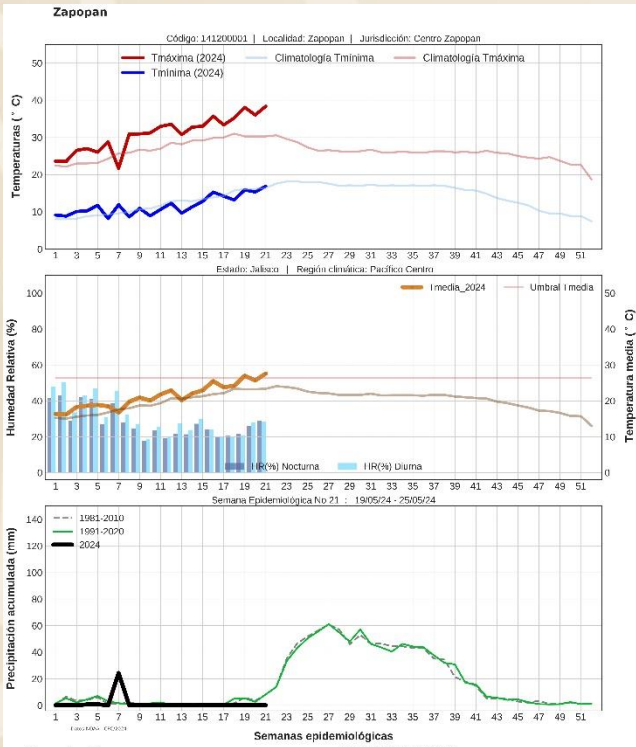 Zapopan
Código: 141200001 | Localidad: Zapopan | Jurisdicción: Centro Zapopan
Tmáxima (2024)
Climatología Tmínima
Climatología Tmáxima
Tmínima (2024)
Temperaturas (° C)
50
40
30
20
10
0
1 3 5 7 9 11 13 15 17 19 21 23 25 27 29 31 33 35 37 39 41 43 45 47 49 51
Estado: Jalisco | Región climática: Pacífico Centro
Tmedia_2024
Umbral Tmedia
Humedad Relativa (%)
100
80
60
40
20
0
50
40
30
20
10
0
Temperatura media (° C)
HR(%) Nocturna
HR(%) Diurna
1 3 5 7 9 11 13 15 17 19 21 23 25 27 29 31 33 35 37 39 41 43 45 47 49 51
Semana Epidemiológica No 21 : 19/05/24 - 25/05/24
1981-2010
1991-2020
2024
Precipitación acumulada (mm)
140
120
100
80
60
40
20
0
1 3 5 7 9 11 13 15 17 19 21 23 25 27 29 31 33 35 37 39 41 43 45 47 49 51
Semanas epidemiológicas